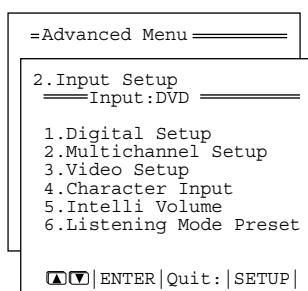 Advanced Menu
2.Input Setup
Input:DVD
1.Digital Setup
2.Multichannel Setup
3.Video Setup
4.Character Input
5.Intelli Volume
6.Listening Mode Preset
▲▼|ENTER|Quit:|SETUP|